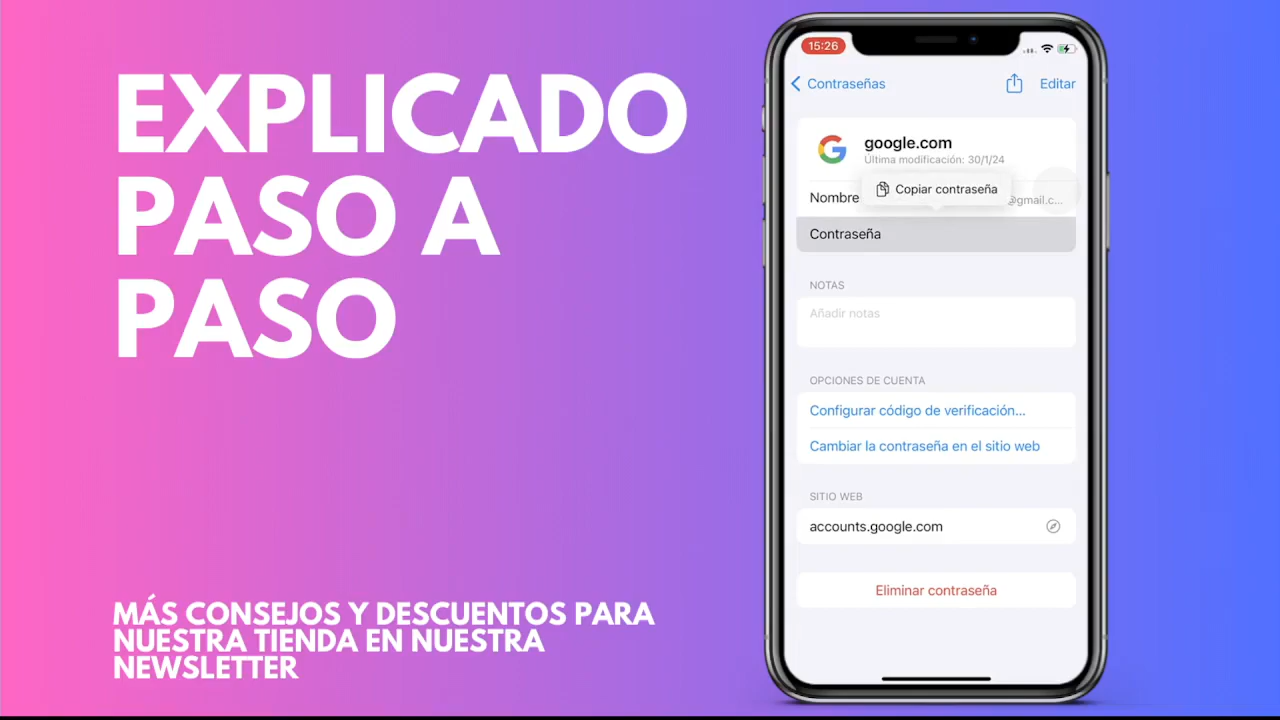 EXPLICADO
PASO A
PASO
MÁS CONSEJOS Y DESCUENTOS PARA
NUESTRA TIENDA EN NUESTRA
NEWSLETTER
15:26
Contraseñas
Editar
google.com
Última modificación: 30/1/24
Copiar contraseña
Nombre
@gmail.c...
Contraseña
NOTAS
Añadir notas
OPCIONES DE CUENTA
Configurar código de verificación...
Cambiar la contraseña en el sitio web
SITIO WEB
accounts.google.com
Eliminar contraseña